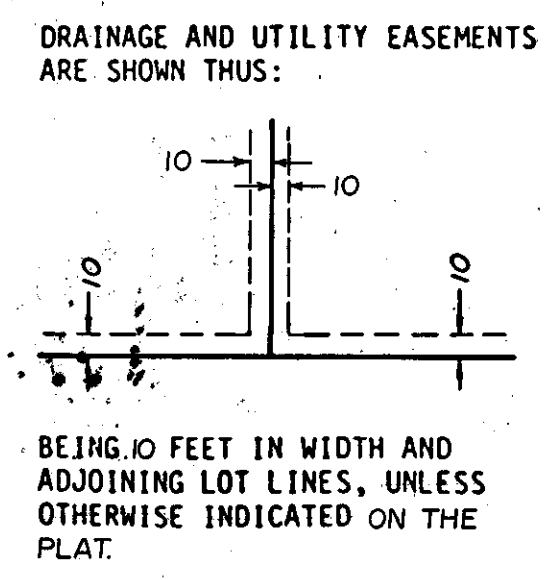 DRAINAGE AND UTILITY EASEMENTS
ARE SHOWN THUS:
10
10
10
10
BEING 10 FEET IN WIDTH AND
ADJOINING LOT LINES, UNLESS
OTHERWISE INDICATED ON THE
PLAT.